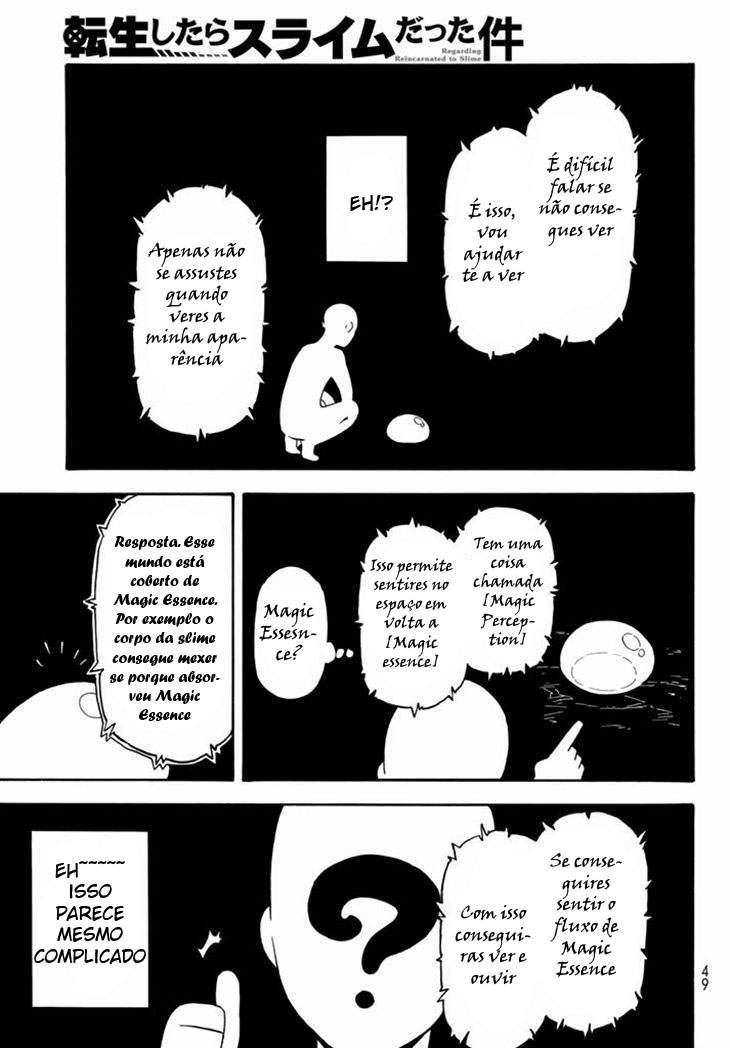 転生したらスライムだった件
Regarding
Reincarnated to Slime
É difícil
falar se
não conse-
gues ver
É isso,
vou
ajudar
te a ver
EH!?
Apenas não
se assustes
quando
veres a
minha apa-
rência
Tem uma
coisa
chamada
[Magic
Percep-
tion]
Isso permite
sentires no
espaço em
volta a
[Magic
essence]
Magic
Essesn-
ce?
Resposta. Esse
mundo está
coberto de
Magic Essence.
Por exemplo o
corpo da slime
consegue mexer
se porque absor-
veu Magic
Essence
Se conse-
guires
sentir o
fluxo de
Magic
Essence
Com isso
consegui-
ras ver e
ouvir
?
EH~~~~~
ISSO
PARECE
MESMO
COMPLICADO
49